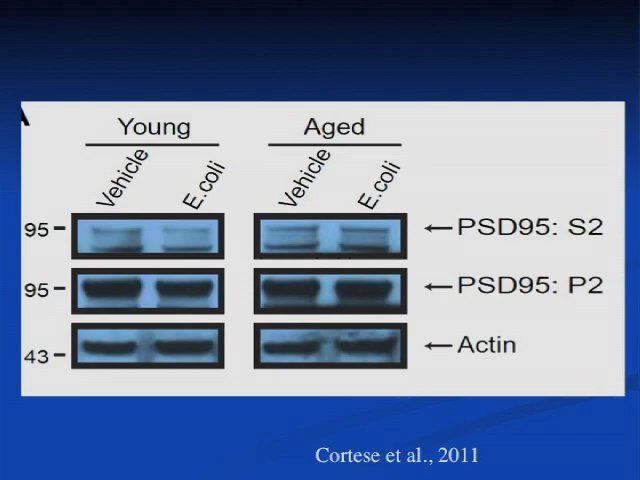 A
Young Aged
Vehicle E.coli Vehicle E.coli
95 PSD95: S2
95 PSD95: P2
43 Actin
Cortese et al., 2011